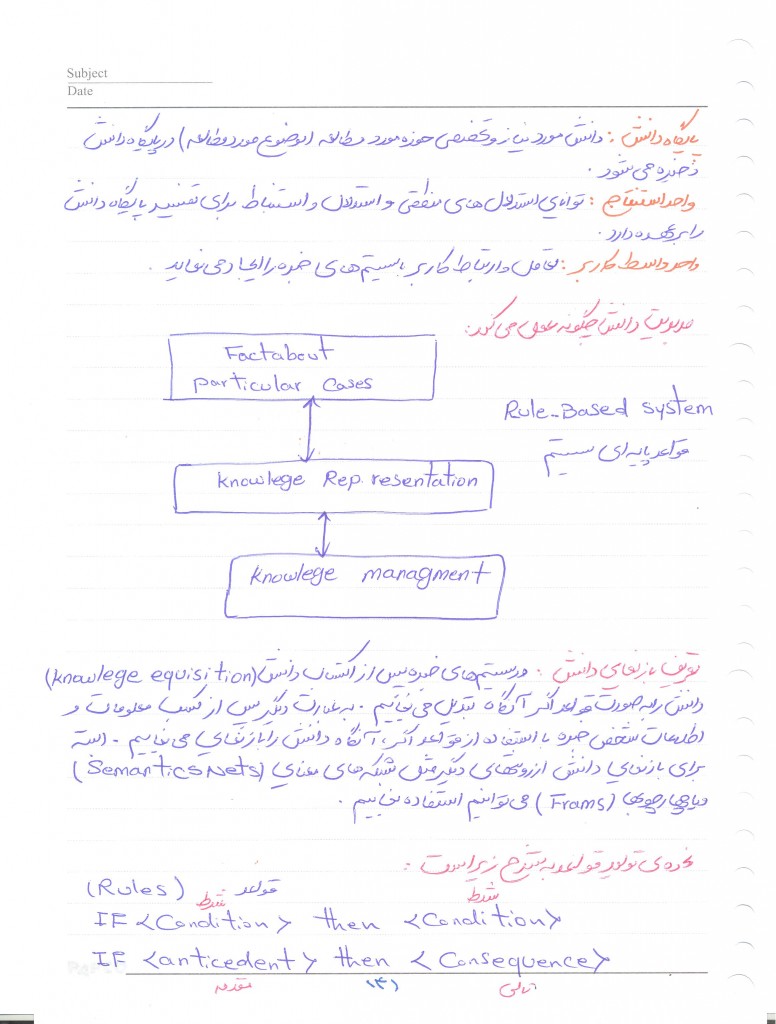 Subject
Date
پایگاه دانش : دانش مورد نیاز و تخصصی حوزه مورد مطالعه (موضوع مورد مطالعه) در پایگاه دانش
ذخیره می شود .
واحد استنتاج : توانایی استدلال های منطقی و استدلال و استنباط برای تفسیر پایگاه دانش
را بر عهده دارد .
واحد واسط کاربر : تعامل و ارتباط کاربر با سیستم های خبره را ایجاد می نماید .
مدیریت دانش چگونه عمل می کند:
Factabout
particular Cases
Rule-Based system
قواعد پایه ای سیستم
knowlege Rep.resentation
knowlege managment
تعریف بازنمایی دانش : در سیستم های خبره پس از اکتساب دانش (knowlege equisition)
دانش را به صورت قواعد اگر آنگاه تبدیل می نمائیم . به عبارت دیگر پس از کسب معلومات و
اطلاعات شخص خبره با استفاده از قواعد اگر، آنگاه دانش را بازنمایی می نماییم . البته
برای بازنمایی دانش از روشهای دیگر مثل شبکه های معنایی (Semantics Nets)
و یا چهارچوبها (Frams) می توانیم استفاده نماییم .
نحوه ی تولید قواعد به شرح زیر است :
(Rules) قواعد
شرط شرط
IF <Condition> then <Condition>
IF <anticedent> then < Consequence>
مقدمه (۴) تالی